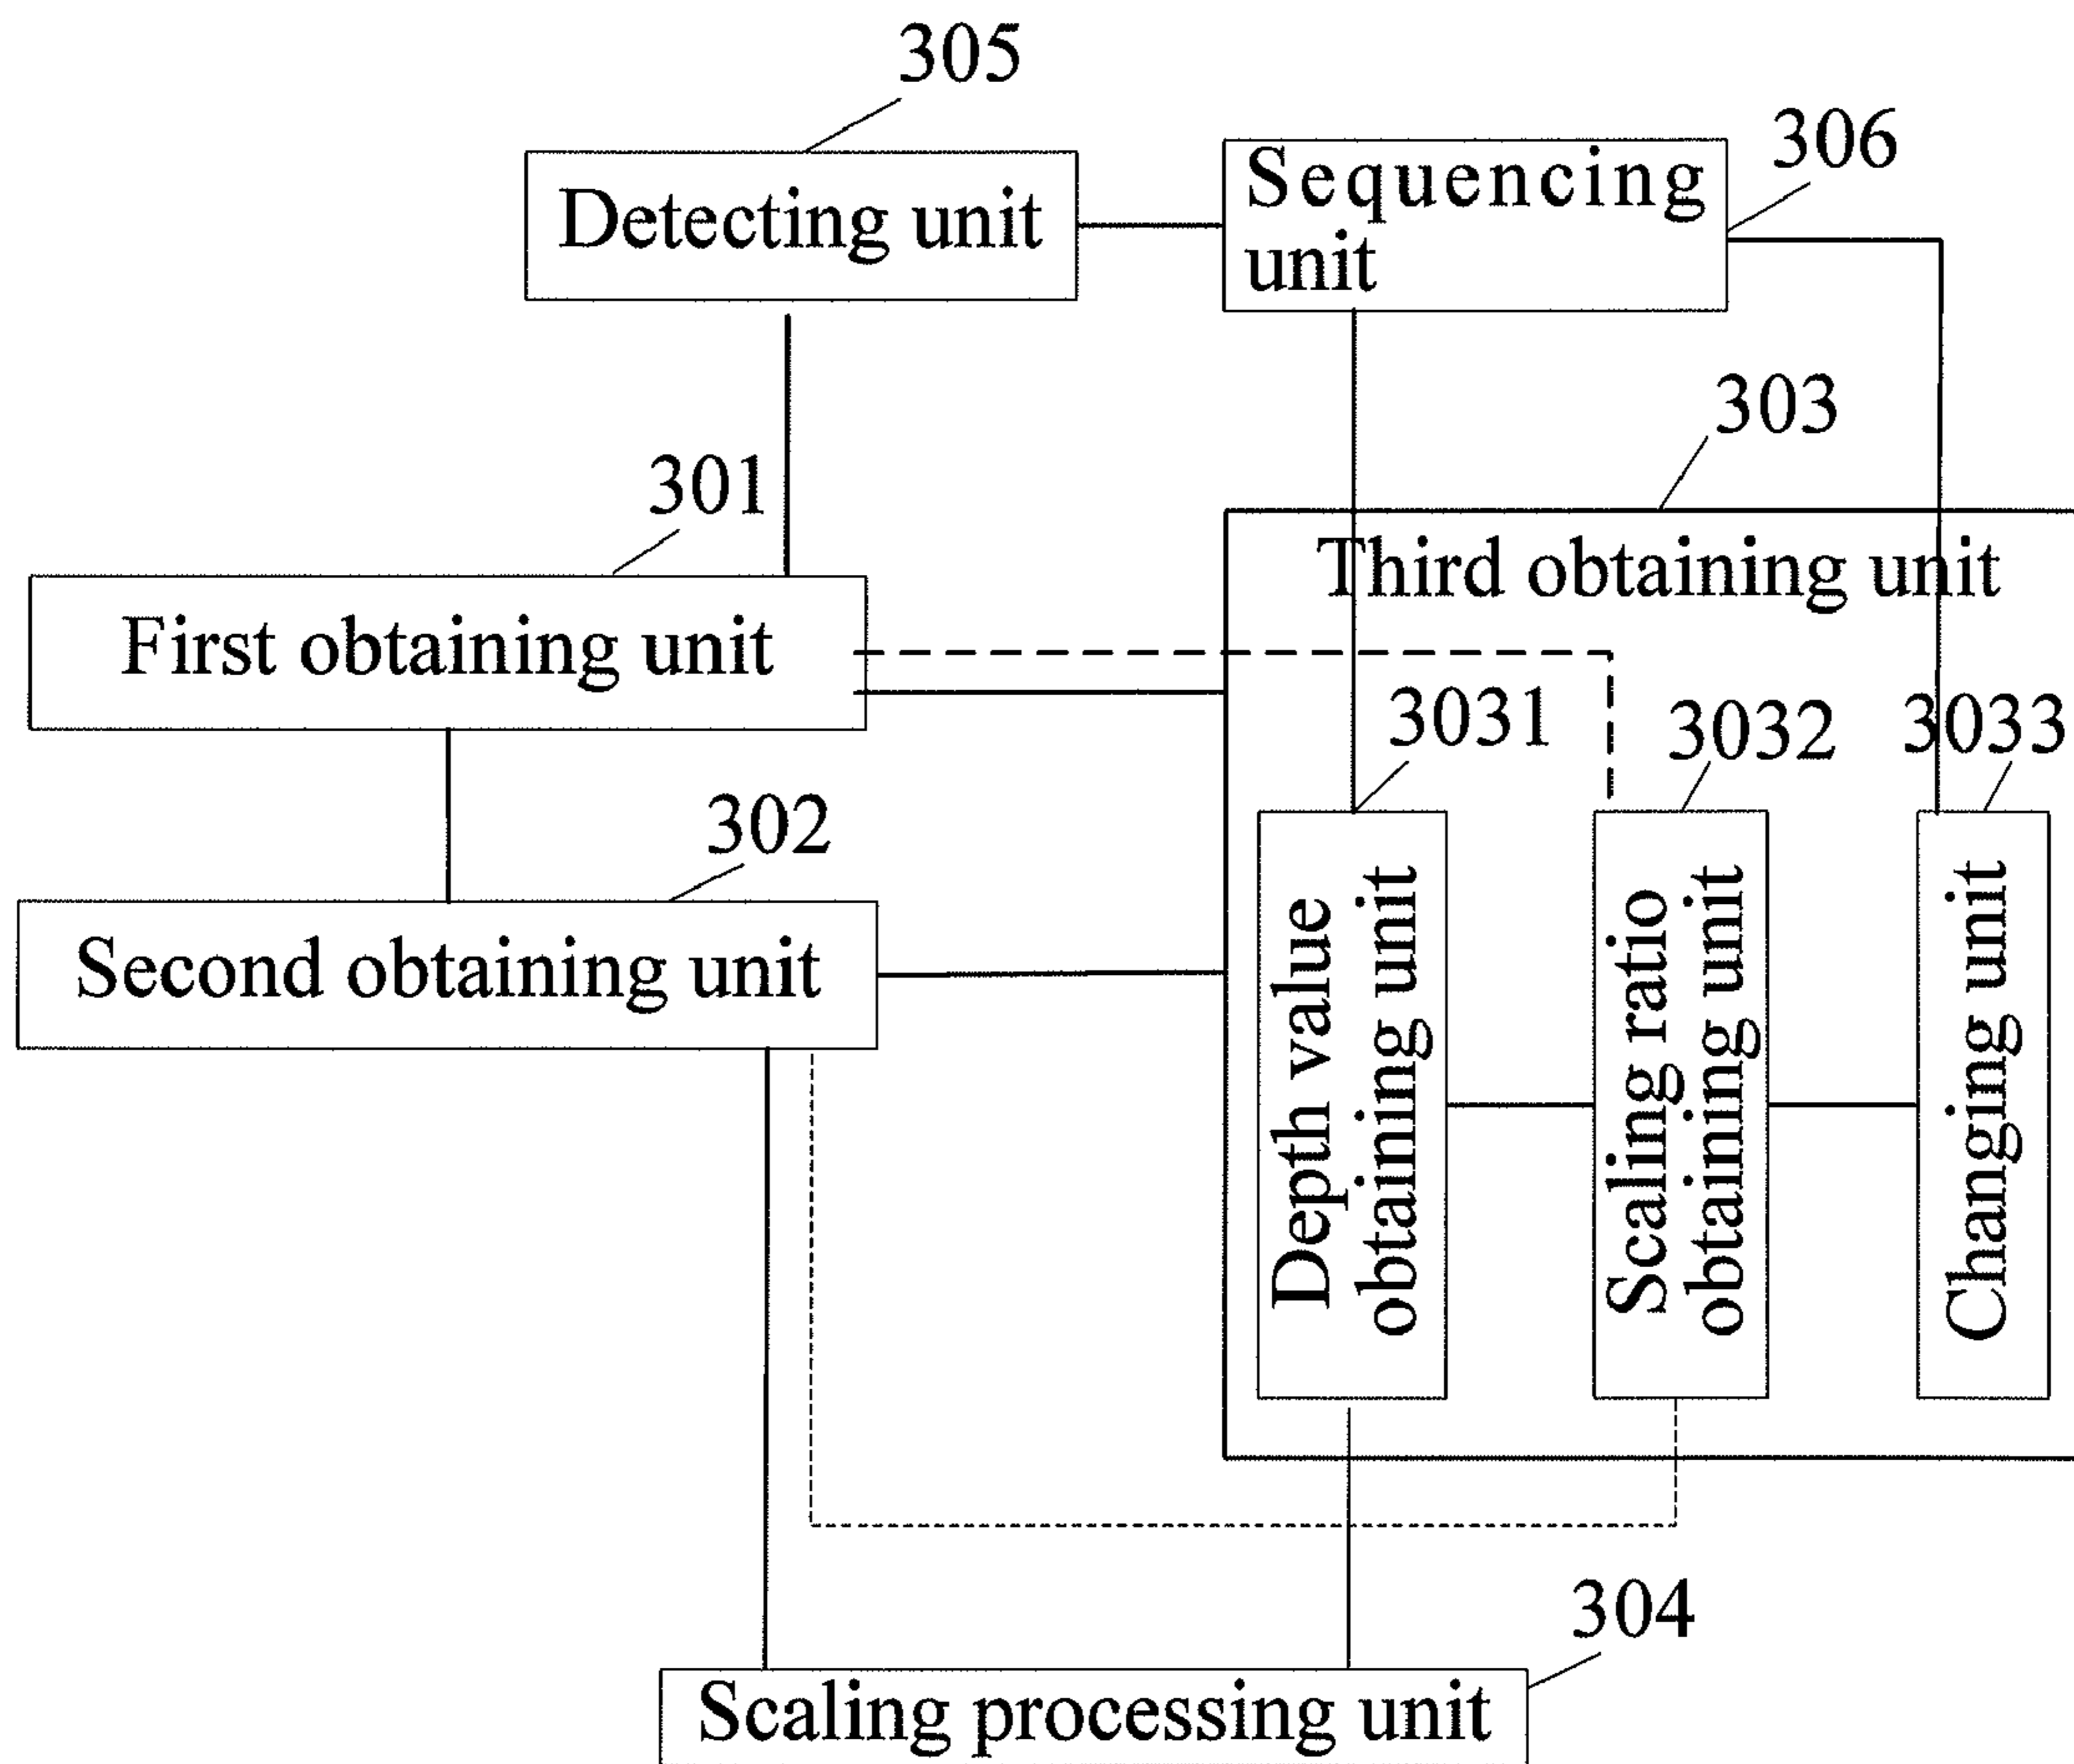 305
306
Detecting unit
Sequencing
unit
303
301
Third obtaining unit
First obtaining unit
3031
3032
3033
302
Second obtaining unit
Depth value
obtaining unit
Scaling ratio
obtaining unit
Changing unit
304
Scaling processing unit